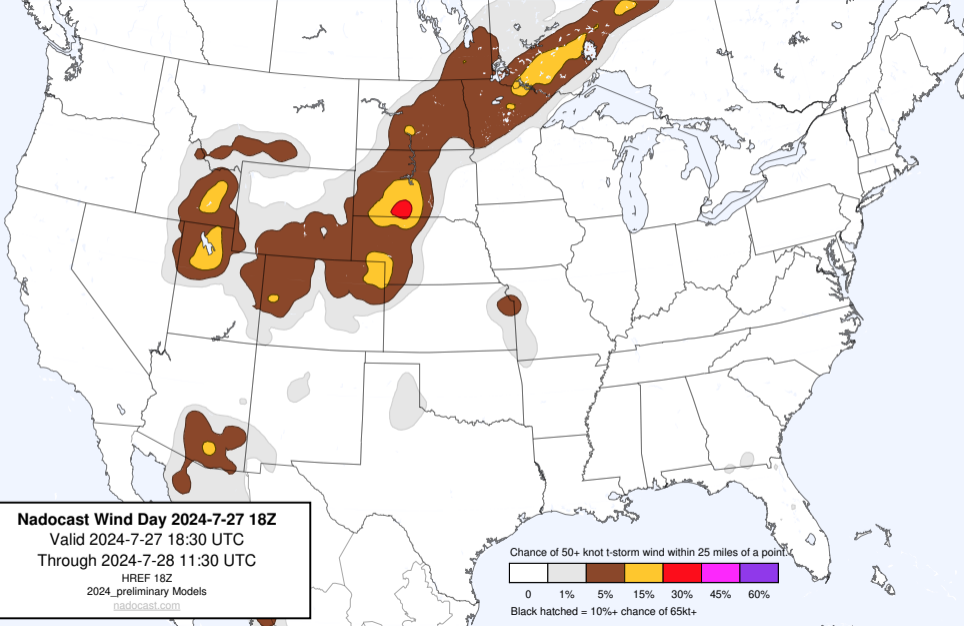 Nadocast Wind Day 2024-7-27 18Z
Valid 2024-7-27 18:30 UTC
Through 2024-7-28 11:30 UTC
HREF 18Z
2024_preliminary Models
nadocast.com
Chance of 50+ knot t-storm wind within 25 miles of a point.
0 1% 5% 15% 30% 45% 60%
Black hatched = 10%+ chance of 65kt+